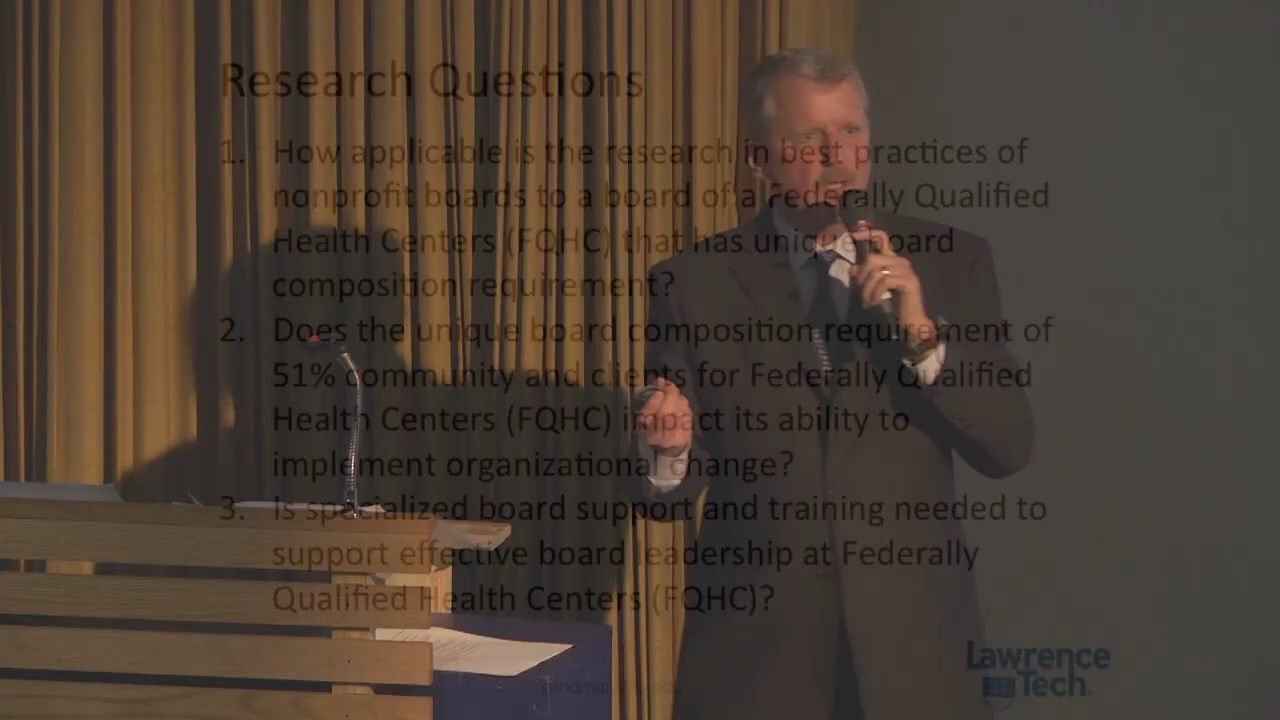 Research Questions
1. How applicable is the research in best practices of
nonprofit boards to a board of a Federally Qualified
Health Centers (FQHC) that has unique board
composition requirement?
2. Does the unique board composition requirement of
51% community and clients for Federally Qualified
Health Centers (FQHC) impact its ability to
implement organizational change?
3. Is specialized board support and training needed to
support effective board leadership at Federally
Qualified Health Centers (FQHC)?
Lawrence
Tech